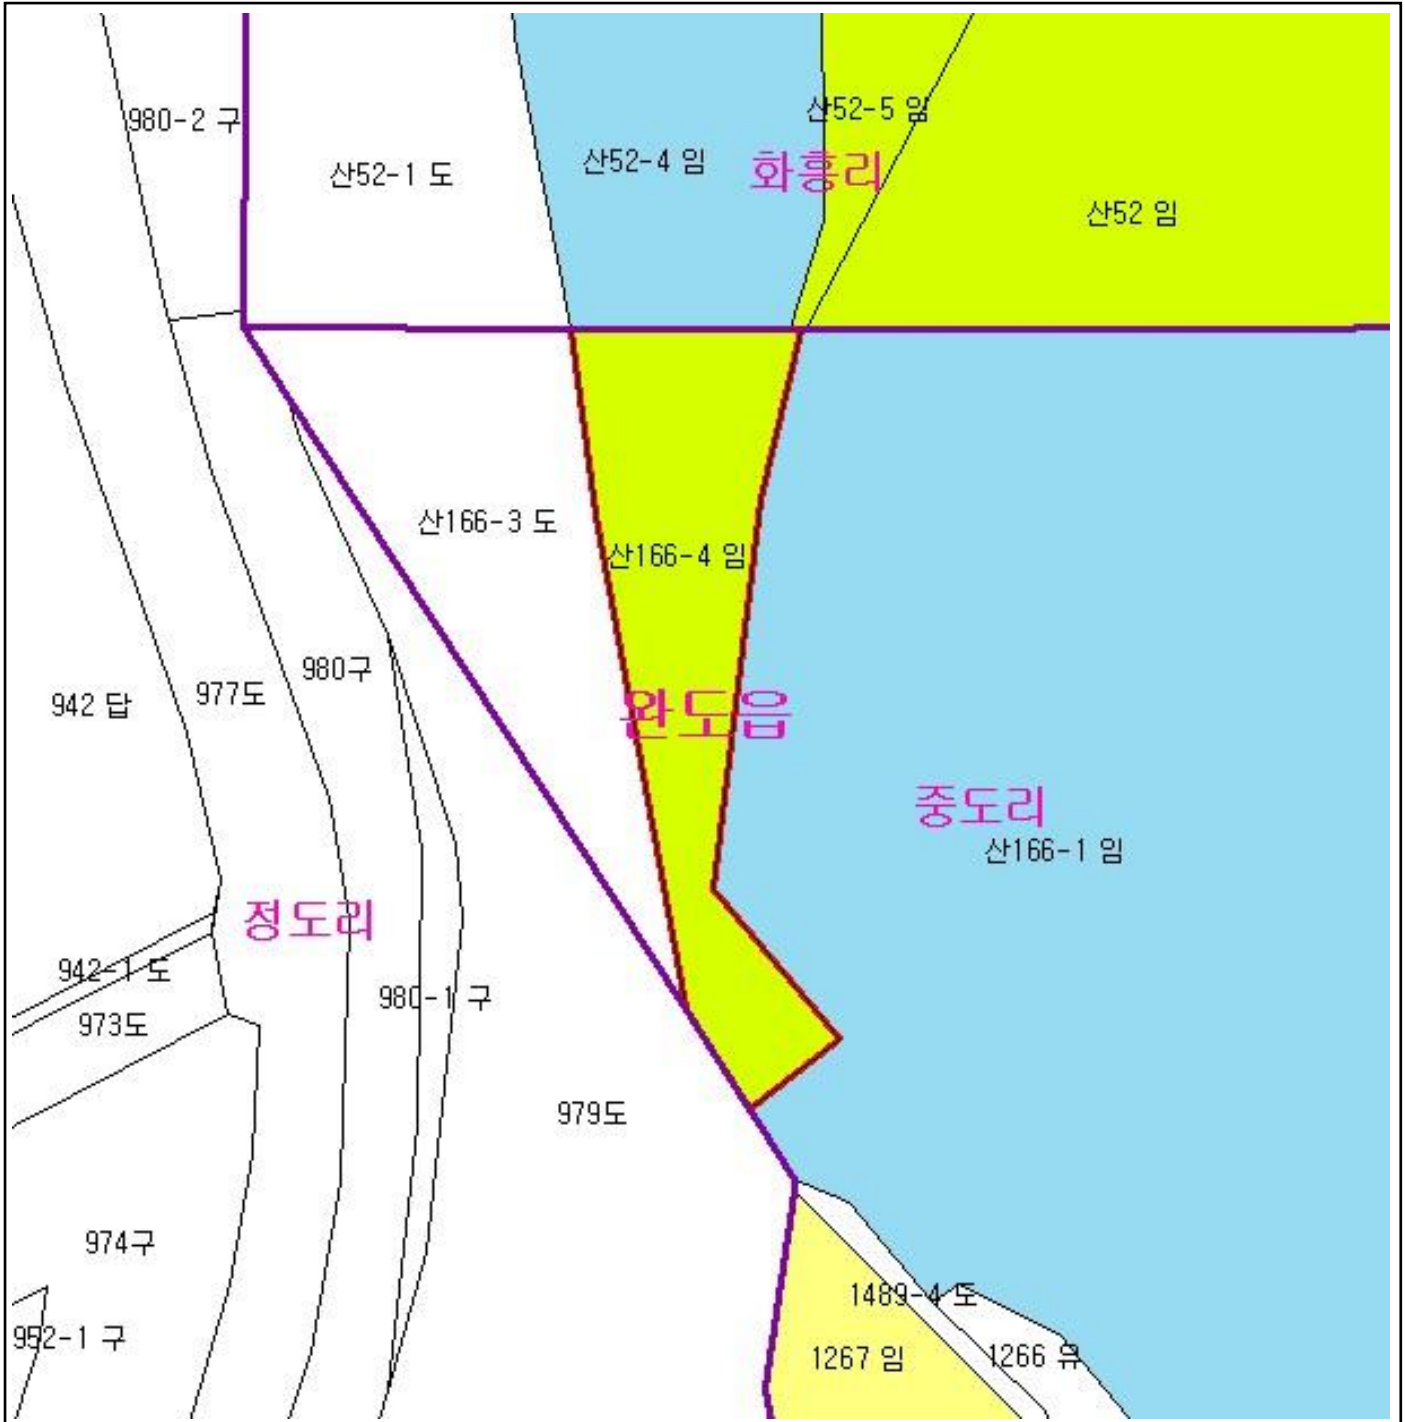 산52-5 임
980-2 구
산52-4 임
화흥리
산52-1 도
산52 임
산166-3 도
산166-4 임
980구
977도
942 답
완도읍
중도리
산166-1 임
정도리
942-1 도
980-1 구
973도
979도
974구
1489-4 도
952-1 구
1267 임
1266 유